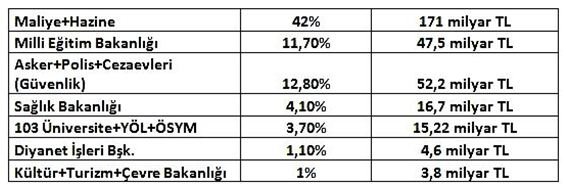 Maliye+Hazine 42% 171 milyar TL
Milli Eğitim Bakanlığı 11,70% 47,5 milyar TL
Asker+Polis+Cezaevleri
(Güvenlik) 12,80% 52,2 milyar TL
Sağlık Bakanlığı 4,10% 16,7 milyar TL
103 Üniversite+YÖL+ÖSYM 3,70% 15,22 milyar TL
Diyanet İşleri Bşk. 1,10% 4,6 milyar TL
Kültür+Turizm+Çevre Bakanlığı 1% 3,8 milyar TL